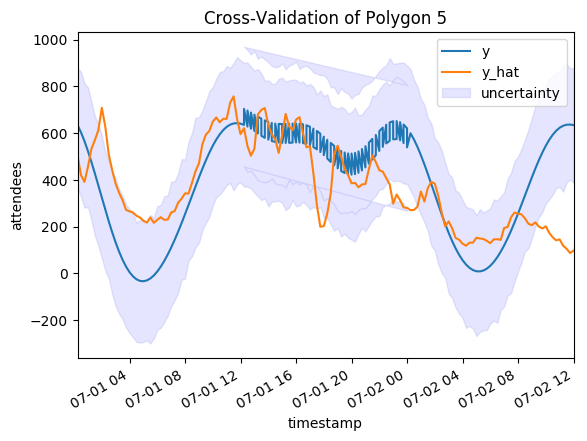 Cross-Validation of Polygon 5
y
y_hat
uncertainty
attendees
1000
800
600
400
200
0
−200
07-01 04
07-01 08
07-01 12
07-01 16
07-01 20
07-02 00
07-02 04
07-02 08
07-02 12
timestamp